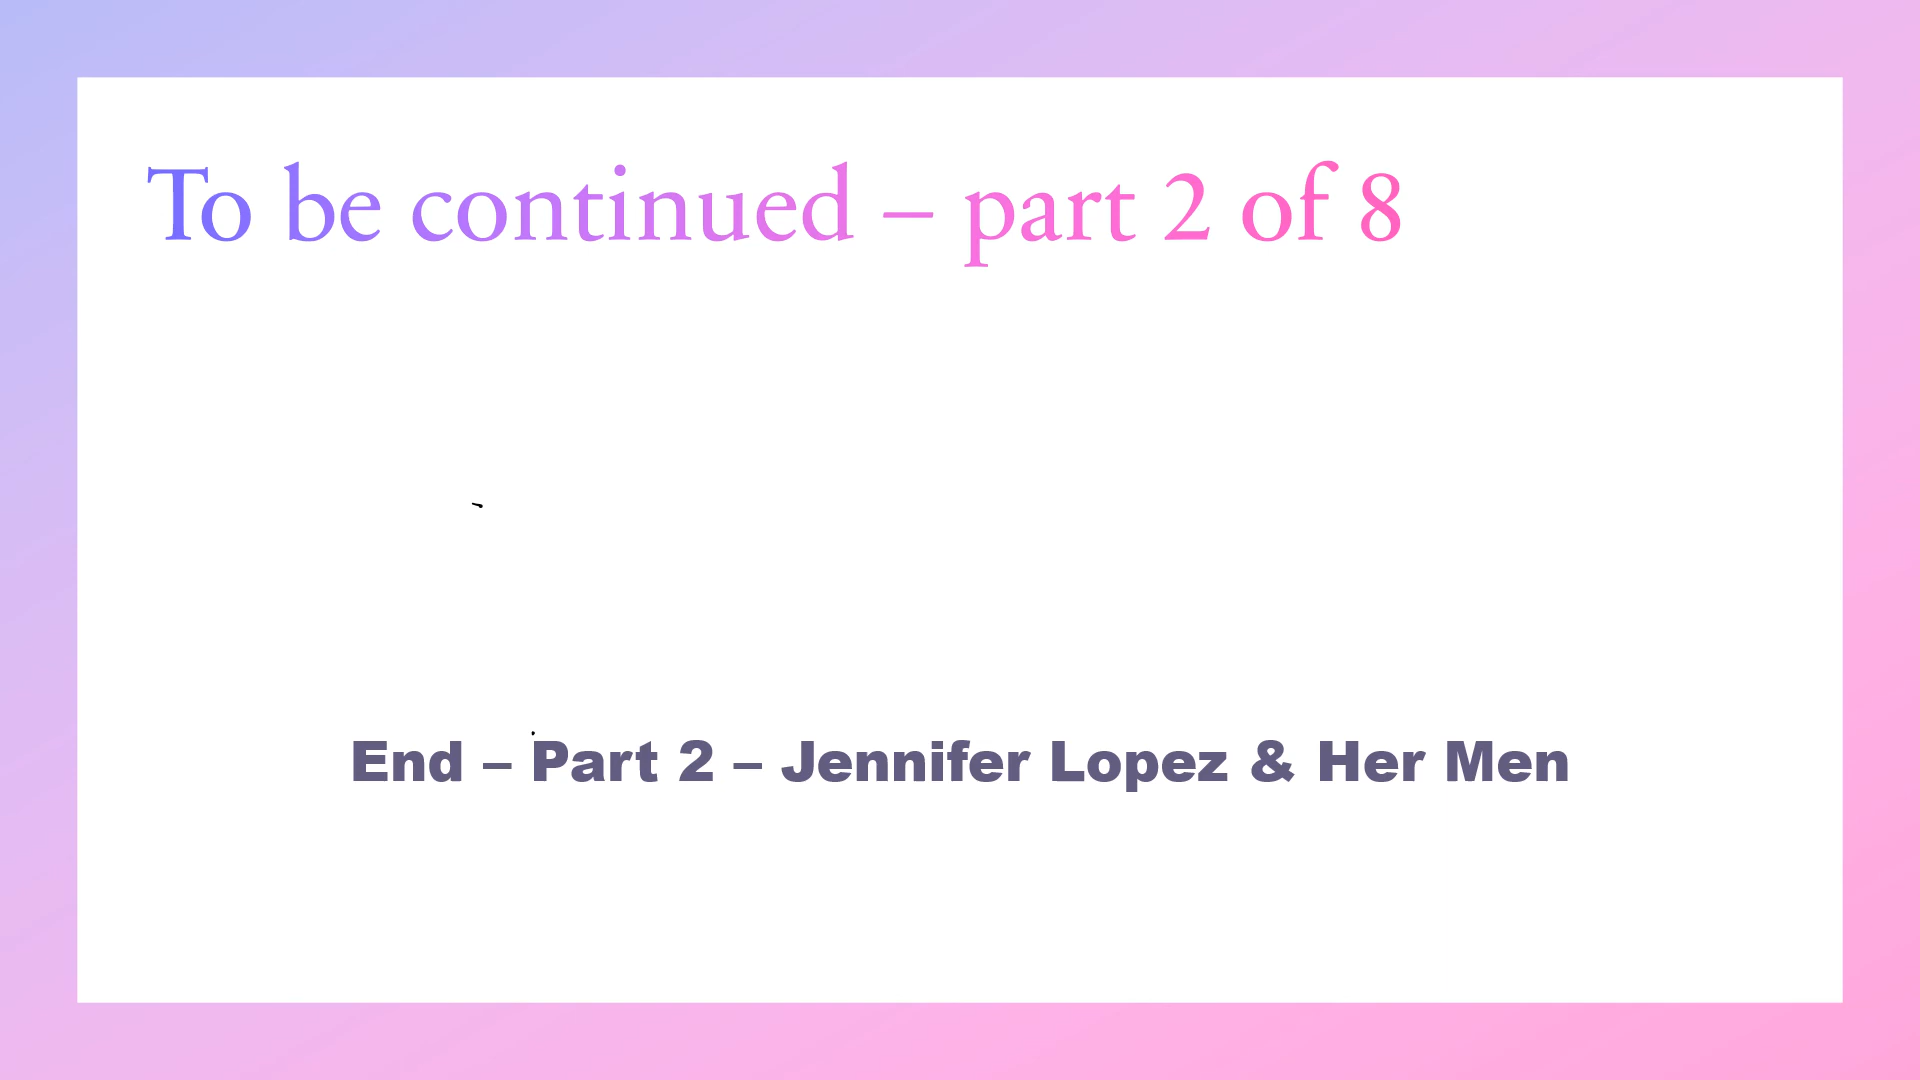 To be continued – part 2 of 8
End – Part 2 – Jennifer Lopez & Her Men